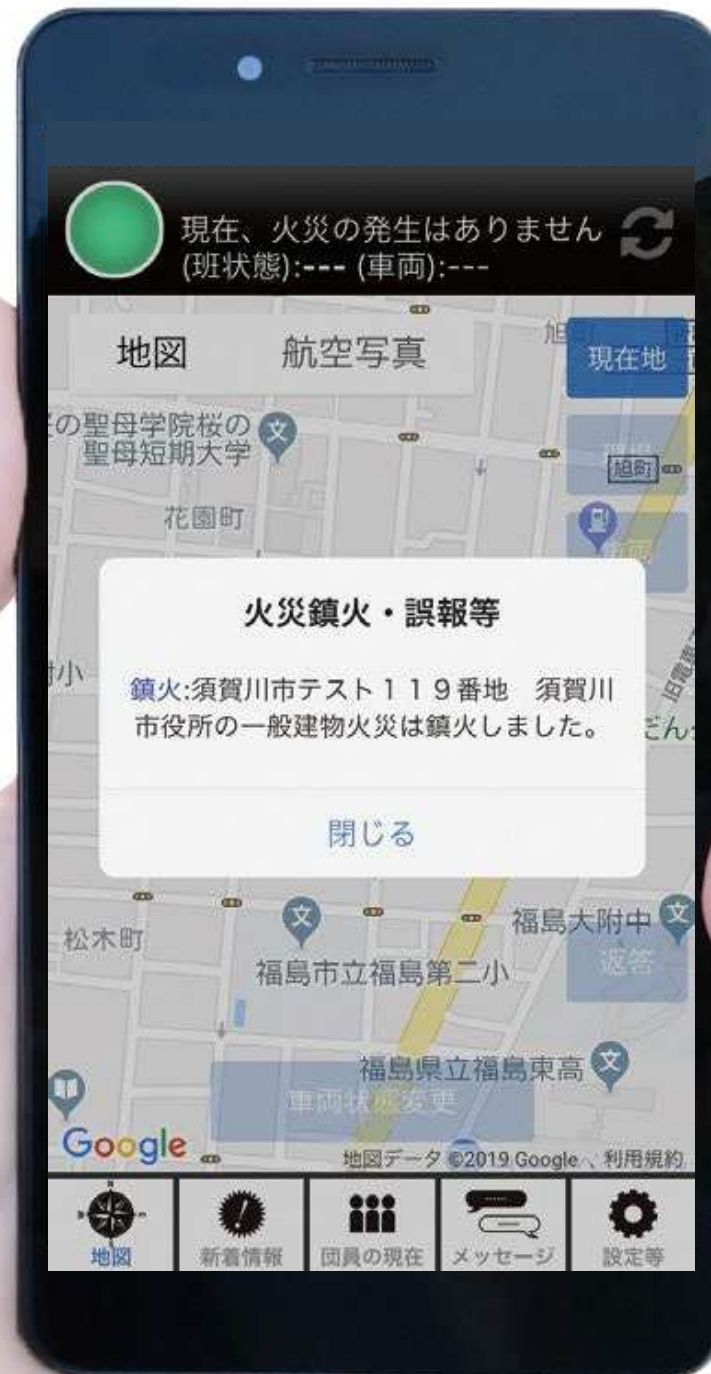 現在、火災の発生はありません
(班状態):--- (車両):---
地図 航空写真
現在地
の聖母学院桜の
聖母短期大学
旭町
花園町
火災鎮火・誤報等
鎮火:須賀川市テスト119番地 須賀川
市役所の一般建物火災は鎮火しました。
閉じる
松木町
福島大附中
返答
福島市立福島第二小
福島県立福島東高
車両状態変更
Google
地図データ ©2019 Google 利用規約
地図 新着情報 団員の現在 メッセージ 設定等